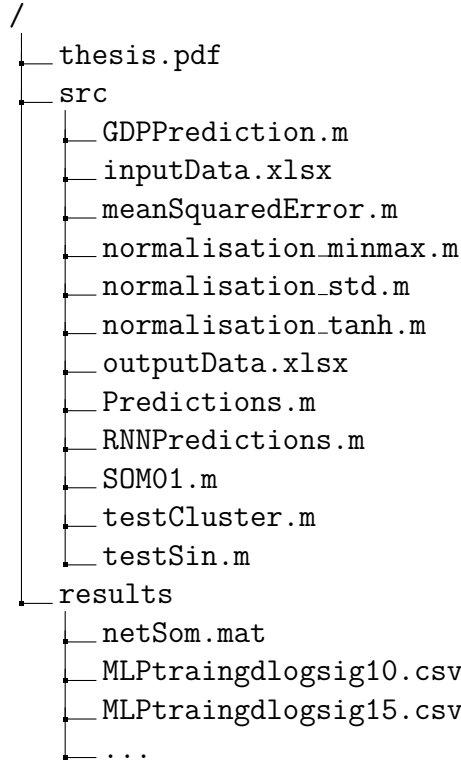 /
thesis.pdf
src
GDPPrediction.m
inputData.xlsx
meanSquaredError.m
normalisation_minmax.m
normalisation_std.m
normalisation_tanh.m
outputData.xlsx
Predictions.m
RNNPredictions.m
SOM01.m
testCluster.m
testSin.m
results
netSom.mat
MLPtraingdlogsig10.csv
MLPtraingdlogsig15.csv
...